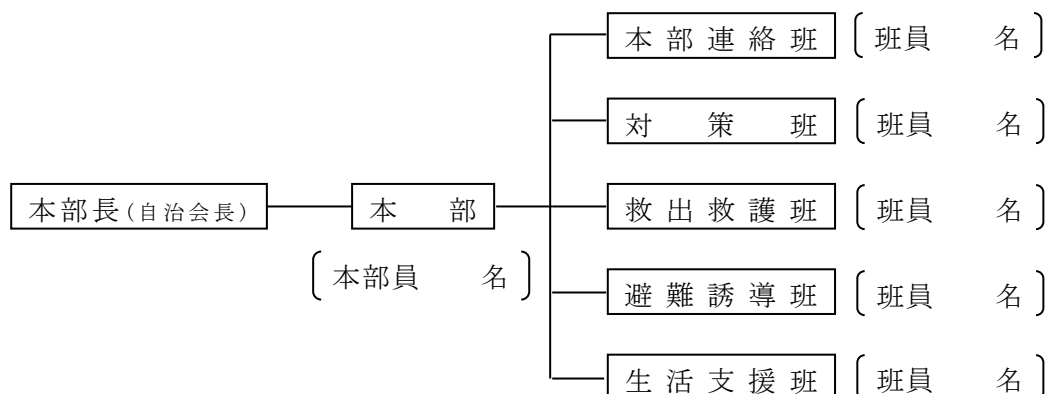 本部連絡班 〔班員　　名〕
対　策　班 〔班員　　名〕
本部長(自治会長) 本　部 救出救護班 〔班員　　名〕
〔本部員　　名〕
避難誘導班 〔班員　　名〕
生活支援班 〔班員　　名〕